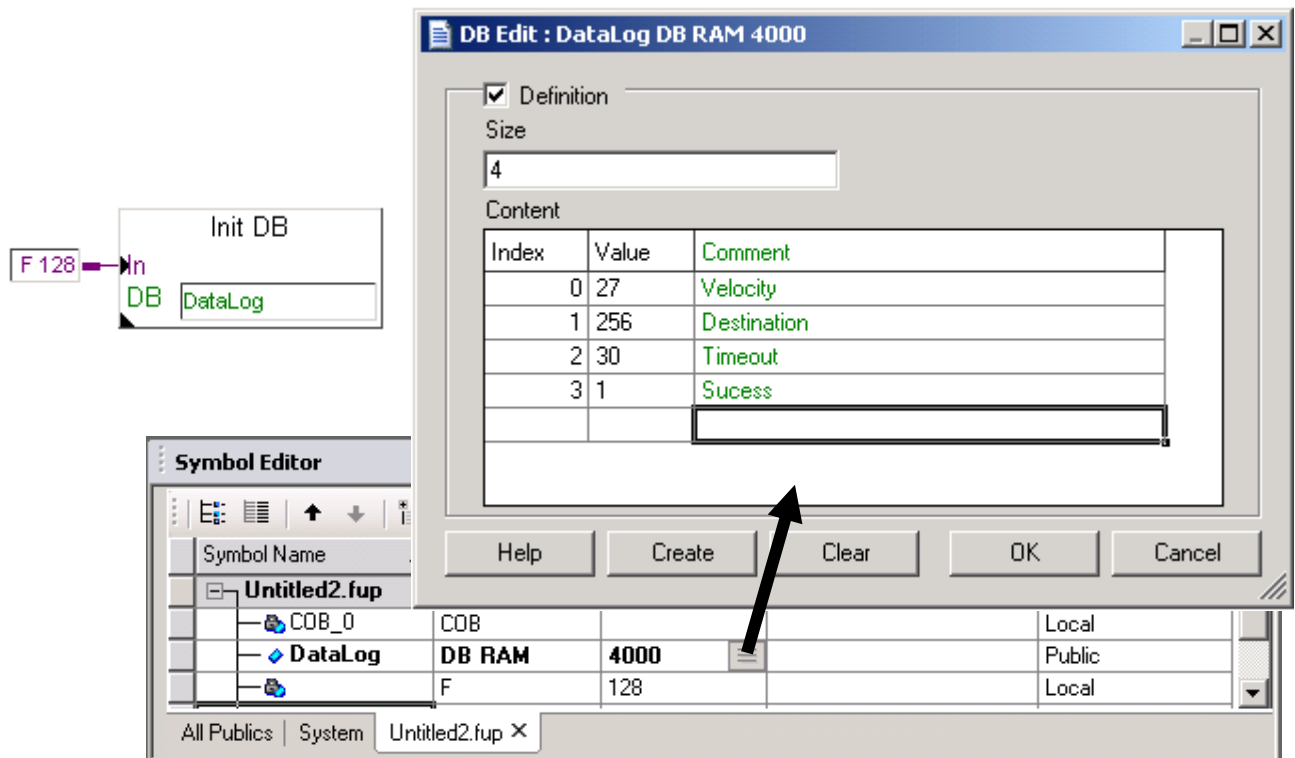 DB Edit : DataLog DB RAM 4000
Definition
Size
4
Content
Index Value Comment
0 27 Velocity
1 256 Destination
2 30 Timeout
3 1 Sucess
Help Create Clear OK Cancel
Init DB
F 128 In
DB DataLog
Symbol Editor
Symbol Name
Untitled2.fup
COB_0 COB Local
DataLog DB RAM 4000 Public
F 128 Local
All Publics System Untitled2.fup